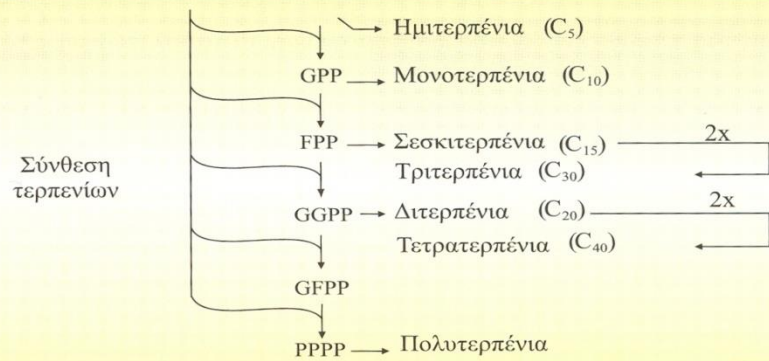 Ημιτερπένια (C₅)
GPP Μονοτερπένια (C₁₀)
FPP Σεσκιτερπένια (C₁₅) 2x
Σύνθεση
τερπενίων
Τριτερπένια (C₃₀)
GGPP Διτερπένια (C₂₀) 2x
Τετρατερπένια (C₄₀)
GFPP
PPPP Πολυτερπένια